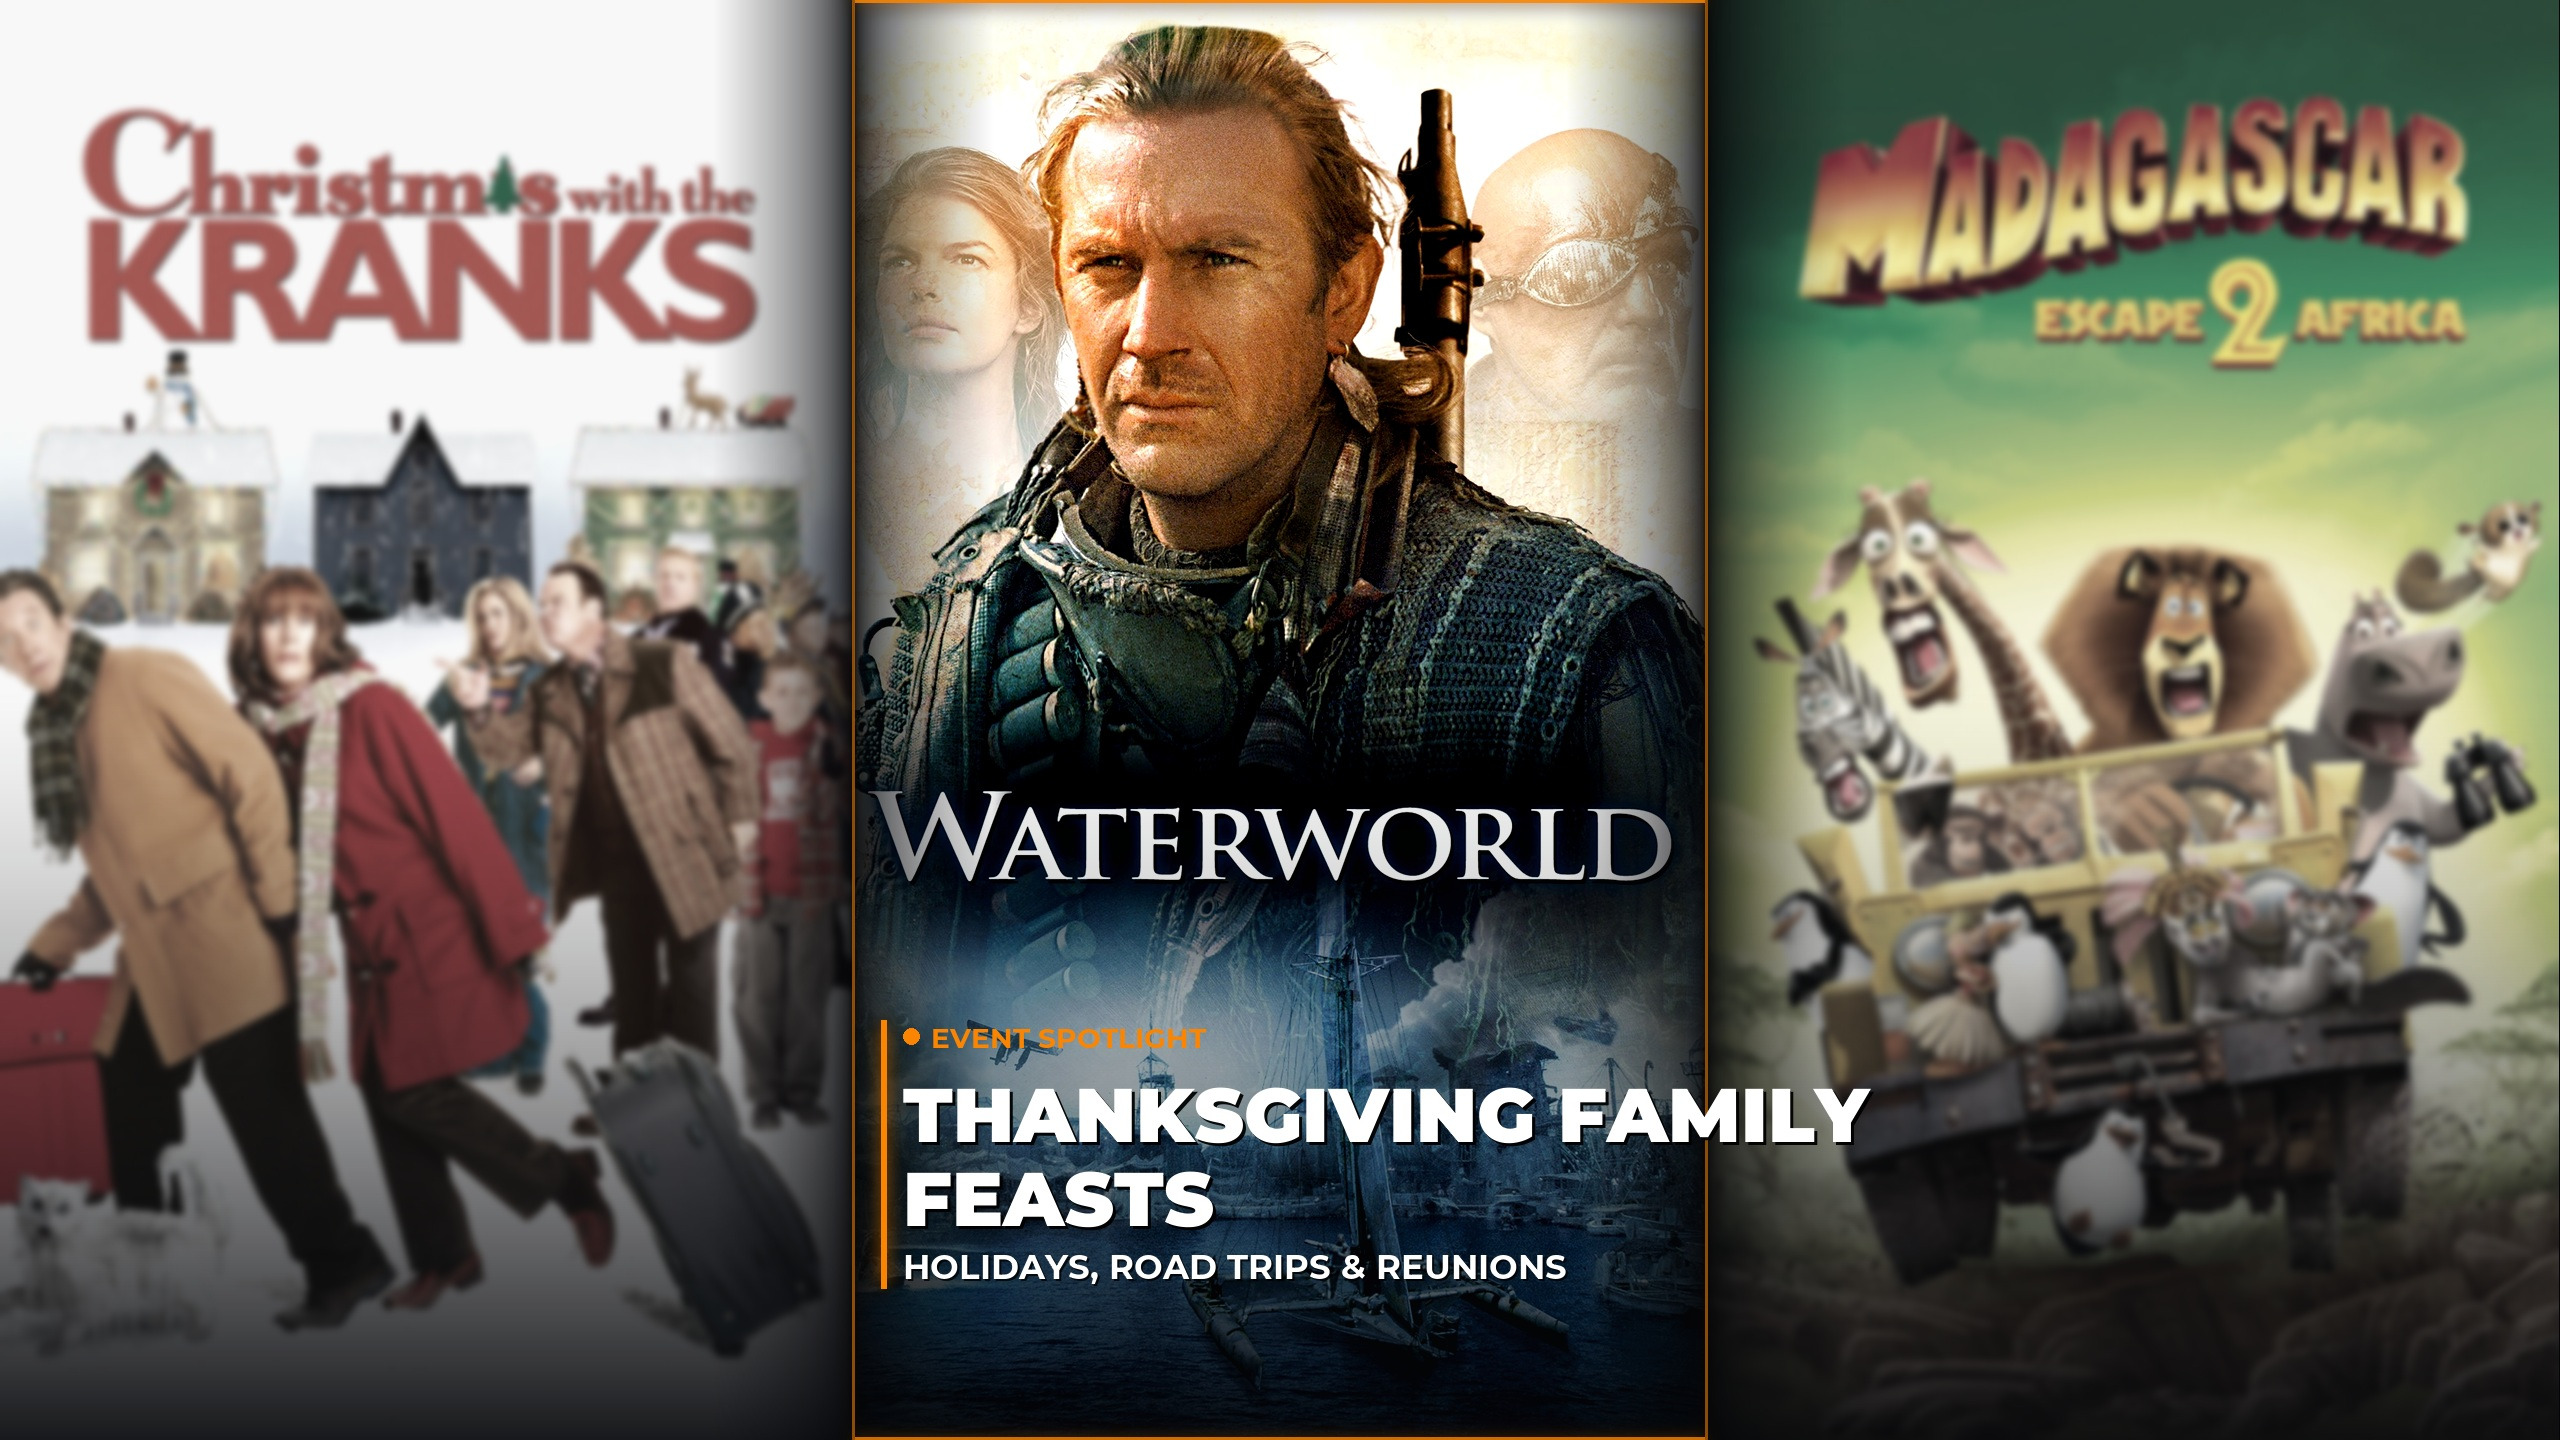 Christmas with the
KRANKS
WATERWORLD
EVENT SPOTLIGHT
THANKSGIVING FAMILY
FEASTS
HOLIDAYS, ROAD TRIPS & REUNIONS
MADAGASCAR
ESCAPE 2 AFRICA